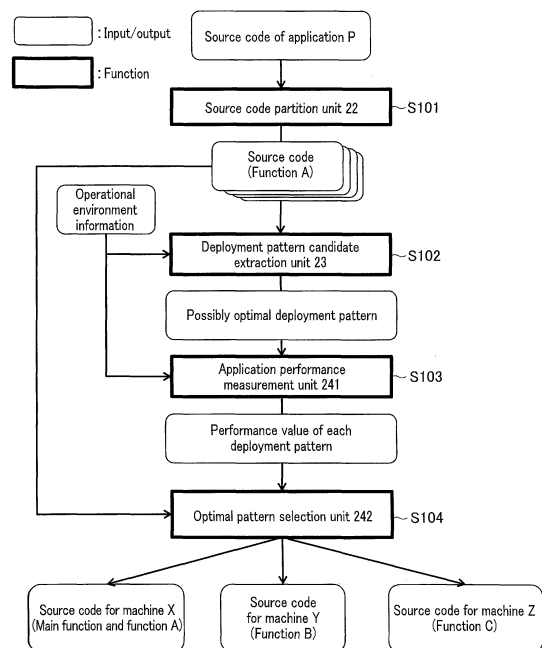 : Input/output
: Function
Source code of application P
Source code partition unit 22
S101
Source code
(Function A)
Operational
environment
information
Deployment pattern candidate
extraction unit 23
S102
Possibly optimal deployment pattern
Application performance
measurement unit 241
S103
Performance value of each
deployment pattern
Optimal pattern selection unit 242
S104
Source code for machine X
(Main function and function A)
Source code
for machine Y
(Function B)
Source code for machine Z
(Function C)